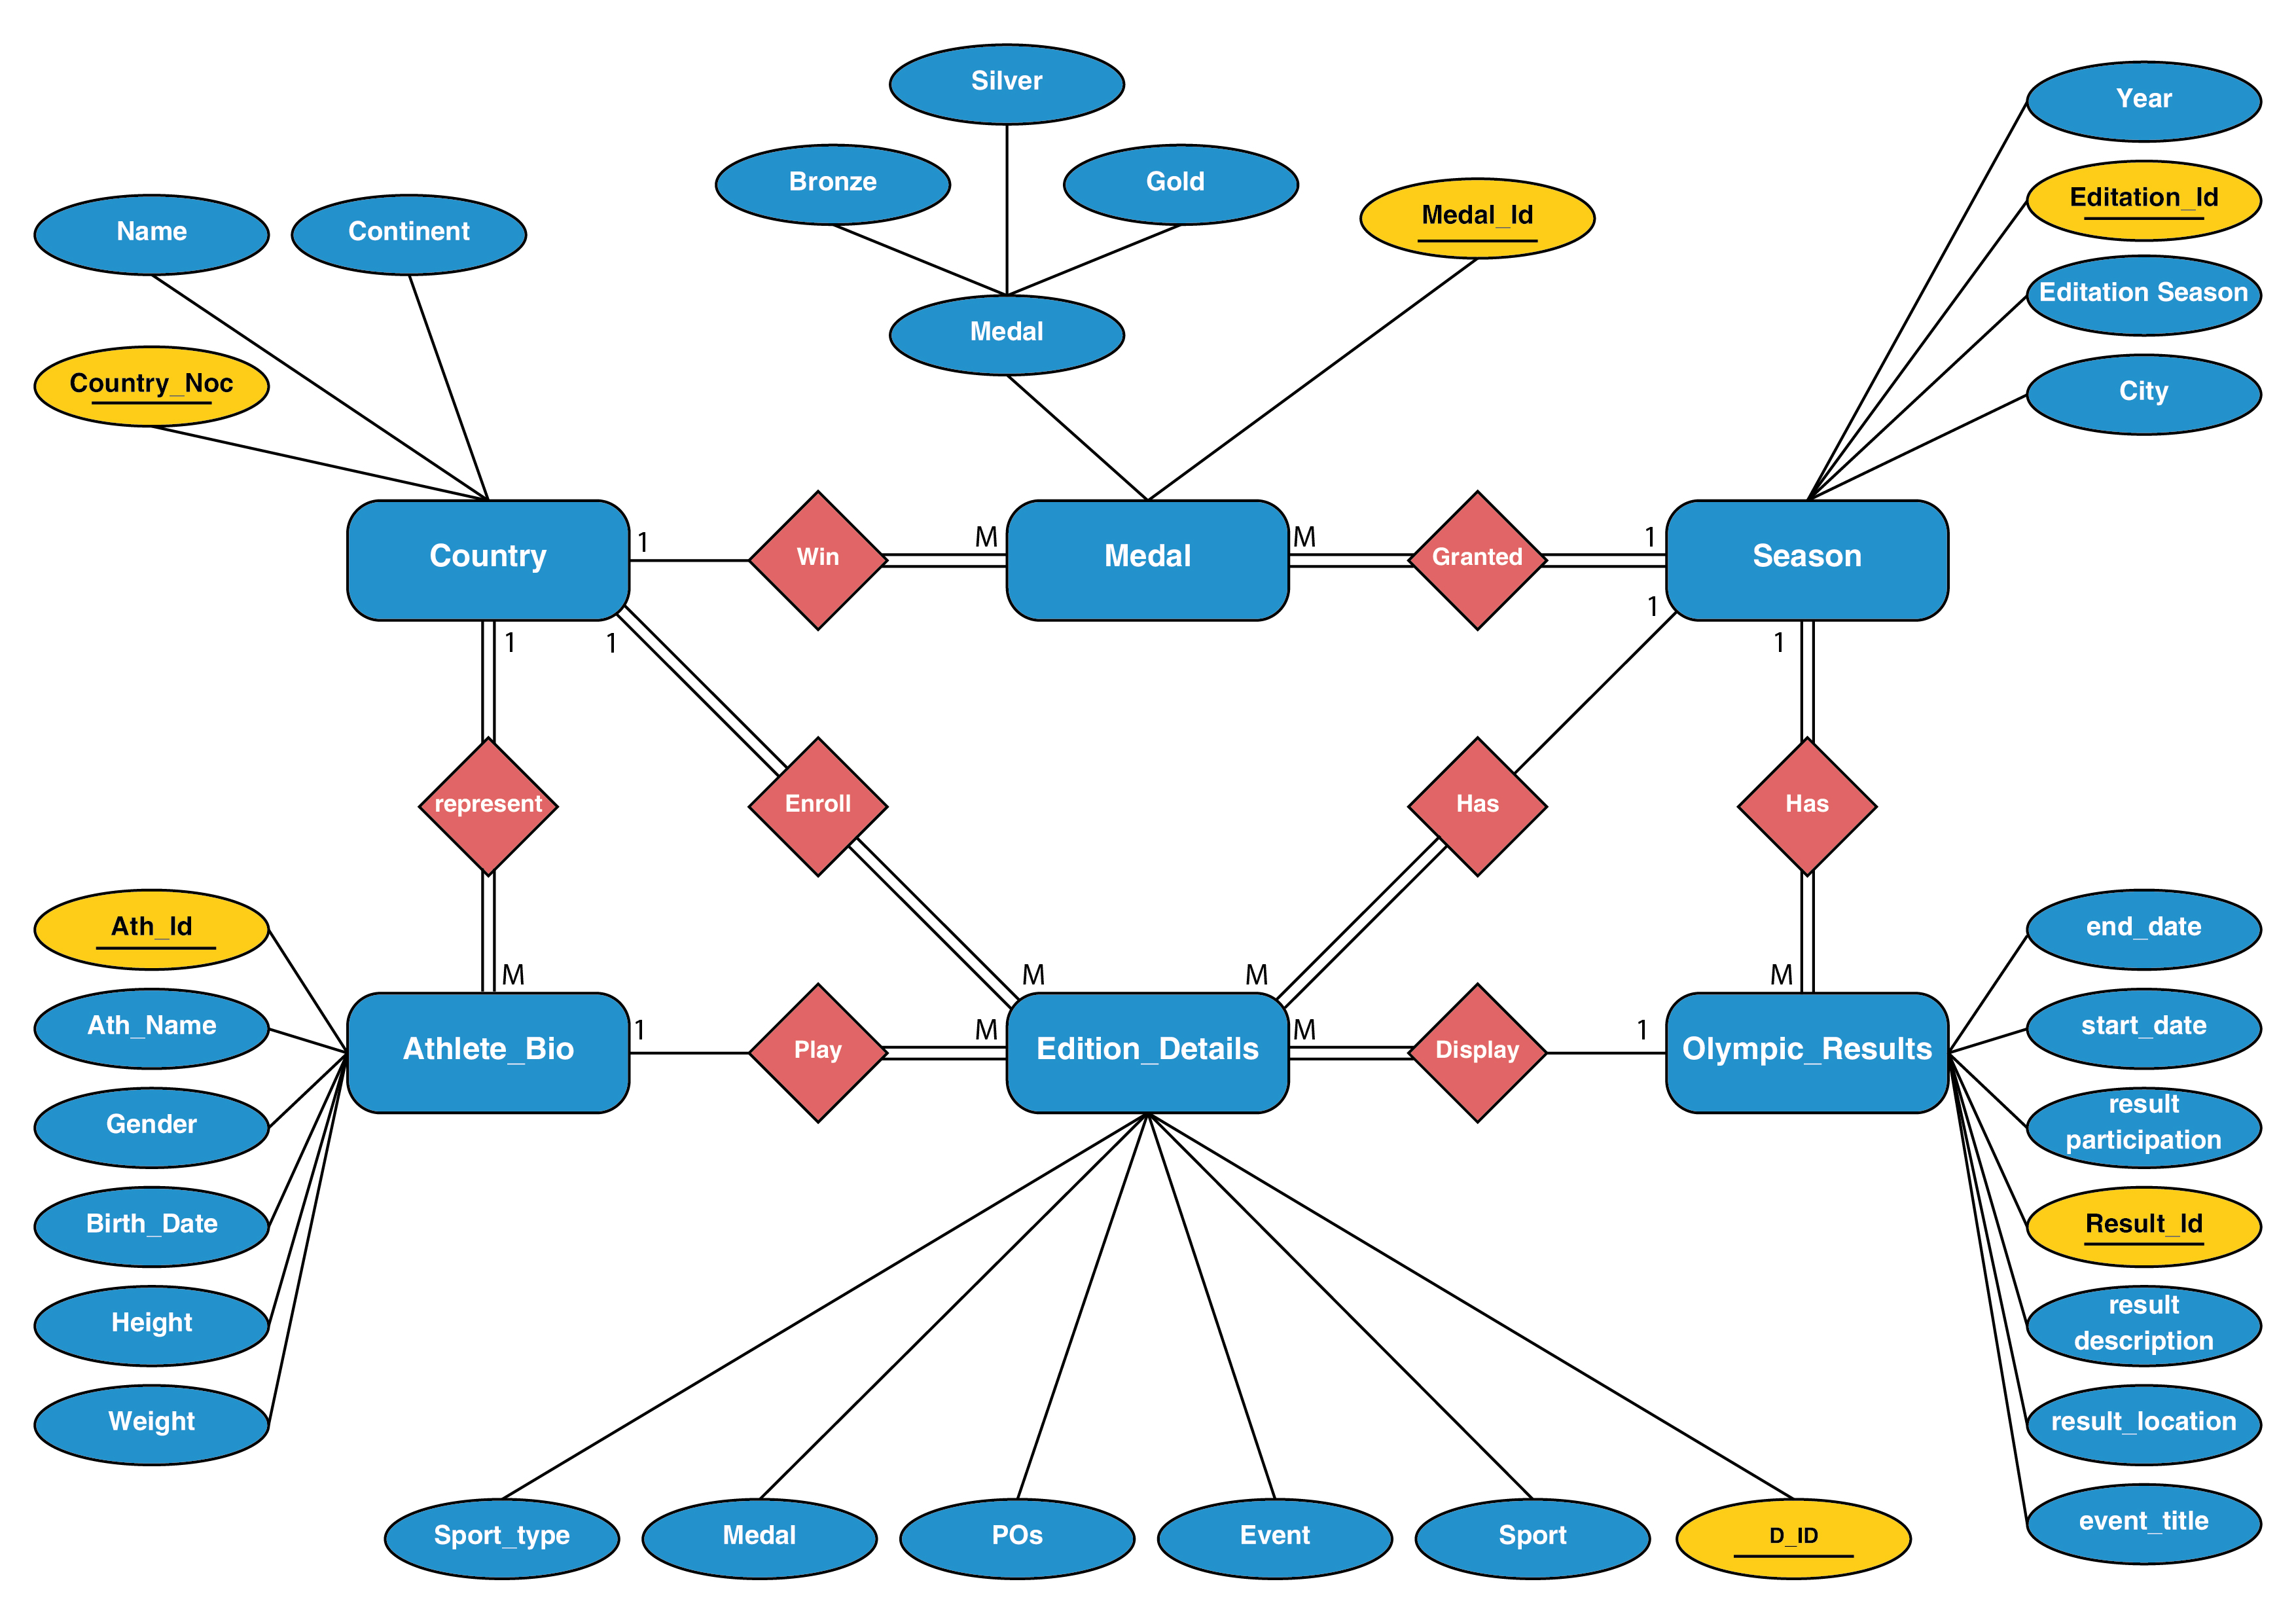 Silver
Year
Bronze
Gold
Editation_Id
Medal_Id
Name
Continent
Editation Season
Medal
Country_Noc
City
Country
1
Win
M
Medal
M
Granted
1
Season
1
1
1
1
represent
Enroll
Has
Has
Ath_Id
end_date
M
M
M
M
Ath_Name
start_date
Athlete_Bio
1
Play
M
Edition_Details
M
Display
1
Olympic_Results
Gender
result
participation
Birth_Date
Result_Id
Height
result
description
Weight
result_location
Sport_type
Medal
POs
Event
Sport
D_ID
event_title